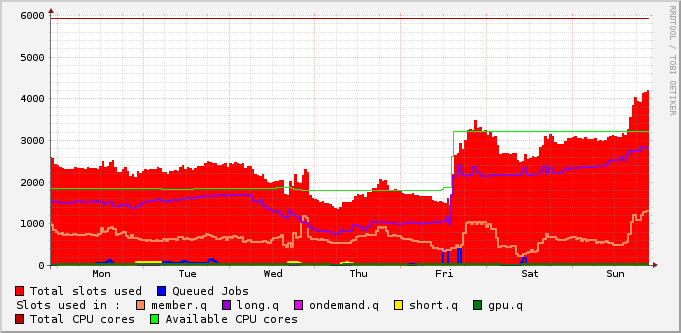 6000
5000
4000
3000
2000
1000
0
Mon Tue Wed Thu Fri Sat Sun
RRDTOOL / TOBI OETIKER
Total slots used Queued Jobs
Slots used in : member.q long.q ondemand.q short.q gpu.q
Total CPU cores Available CPU cores